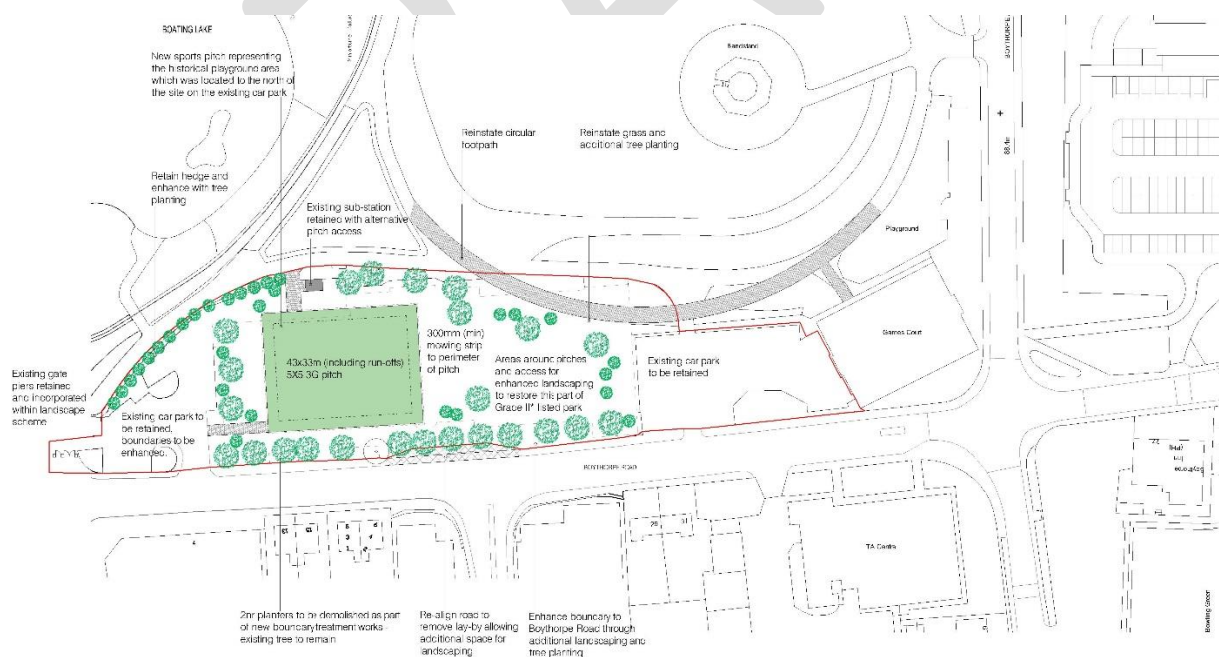 BOATING LAKE
New sports pitch representing
the historical playground area
which was located to the north of
the site on the existing car park
Bandstand
Reinstate circular
footpath
Reinstate grass and
additional tree planting
Retain hedge and
enhance with tree
planting
Existing sub-station
retained with alternative
pitch access
Playground
Games Court
43x33m (including run-offs)
5X5 3G pitch
300mm (min)
mowing strip
to perimeter
of pitch
Areas around pitches
and access for
enhanced landscaping
to restore this part of
Grade II* listed park
Existing car park
to be retained
Existing gate
piers retained
and incorporated
within landscape
scheme
Existing car park to
be retained,
boundaries to be
enhanced.
BOYTHORPE ROAD
TA Centre
Bowling Green
2nr planters to be demolished as part
of new boundary treatment works -
existing tree to remain
Re-align road to
remove lay-by allowing
additional space for
landscaping
Enhance boundary to
Boythorpe Road through
additional landscaping and
tree planting